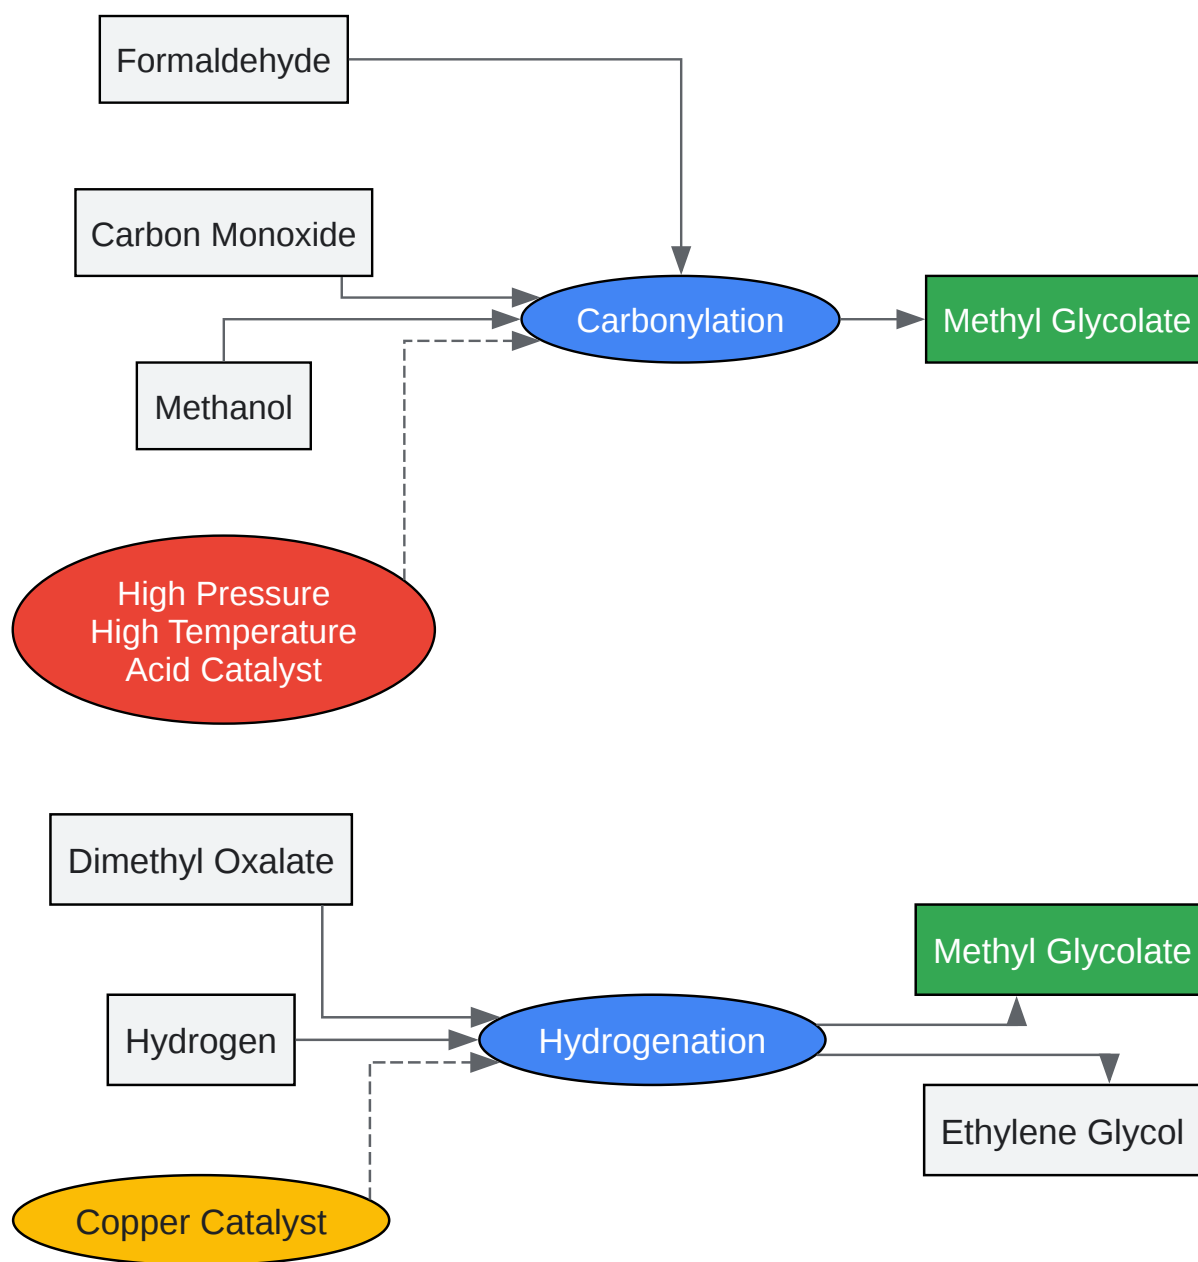 Formaldehyde
Carbon Monoxide
Carbonylation
Methyl Glycolate
Methanol
High Pressure
High Temperature
Acid Catalyst
Dimethyl Oxalate
Methyl Glycolate
Hydrogen
Hydrogenation
Ethylene Glycol
Copper Catalyst